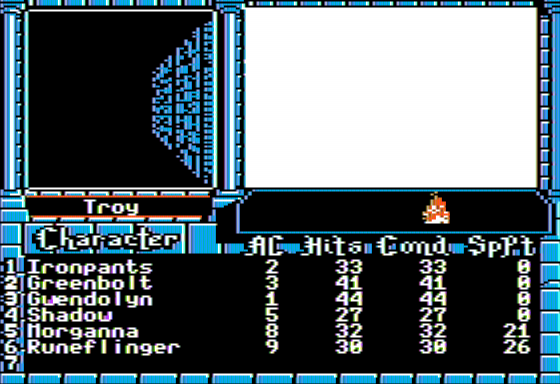 Troy
Character AC Hits Cond SpPt
1 Ironpants 2 33 33 0
2 Greenbolt 3 41 41 0
3 Gwendolyn 1 44 44 0
4 Shadow 5 27 27 0
5 Morganna 8 32 32 21
6 Runeflinger 9 30 30 26
7